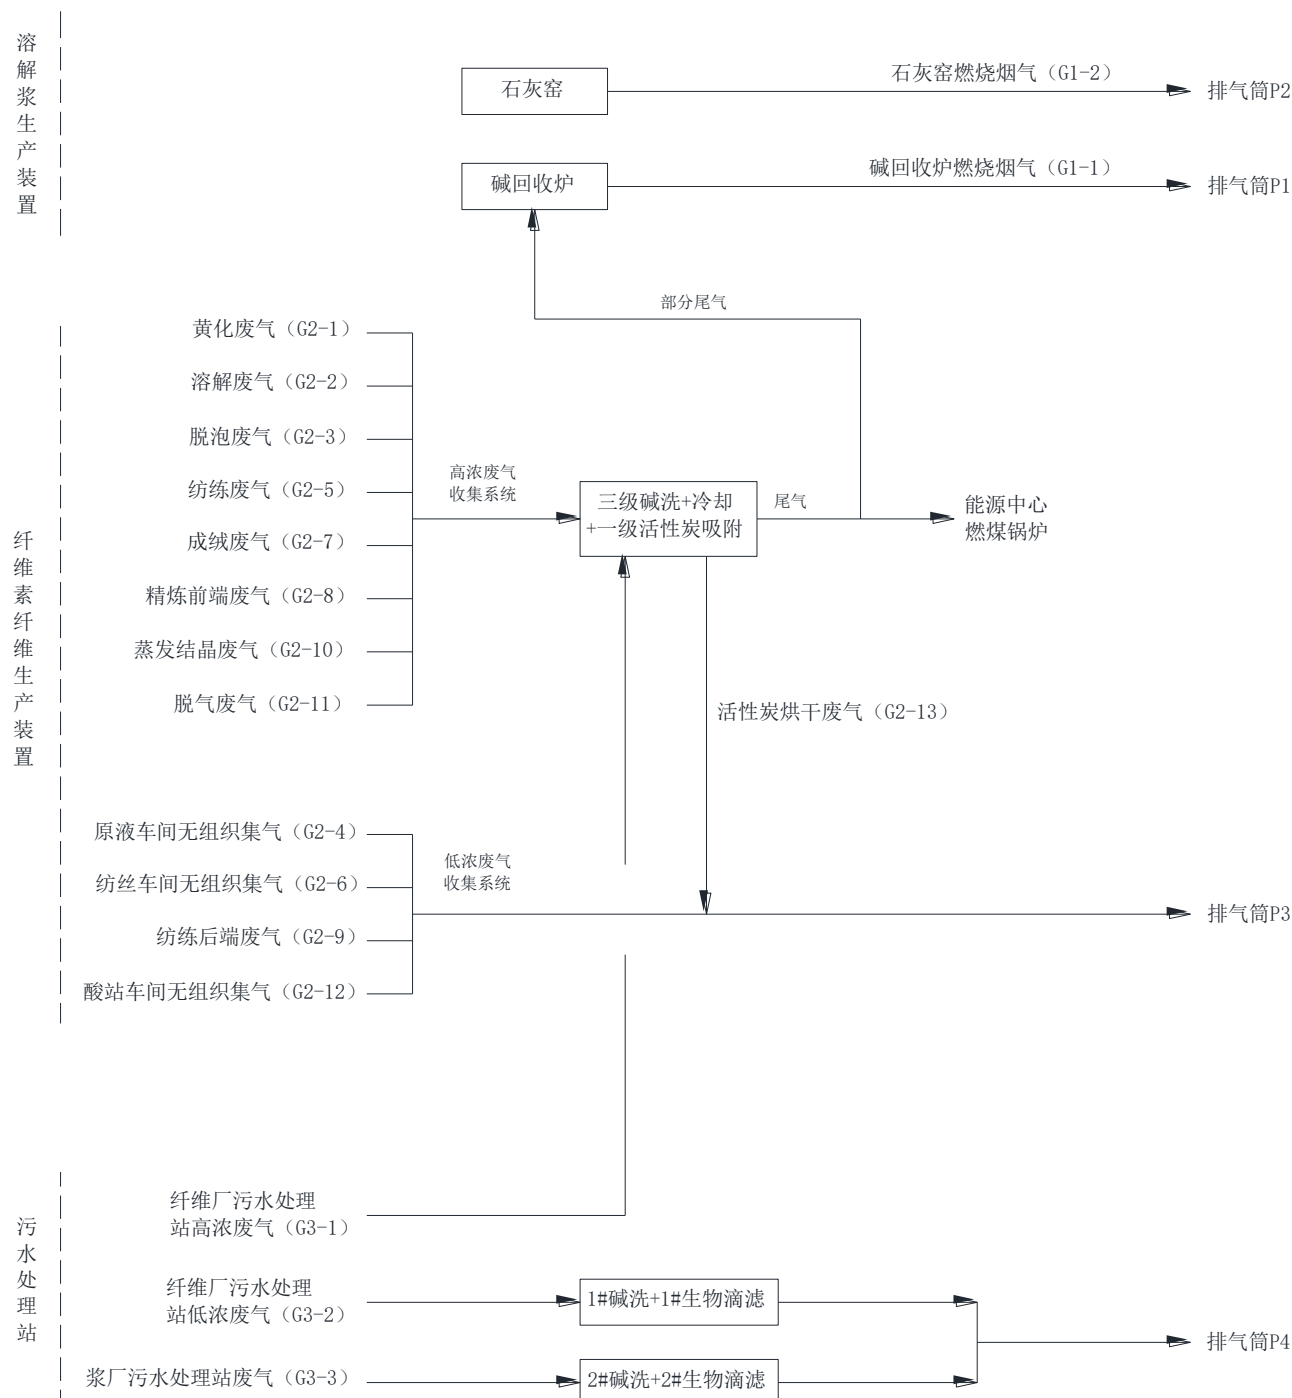 溶解浆生产装置
石灰窑
石灰窑燃烧烟气（G1-2）
排气筒P2
碱回收炉
碱回收炉燃烧烟气（G1-1）
排气筒P1
部分尾气
纤维素纤维生产装置
黄化废气（G2-1）
溶解废气（G2-2）
脱泡废气（G2-3）
纺练废气（G2-5）
成绒废气（G2-7）
精炼前端废气（G2-8）
蒸发结晶废气（G2-10）
脱气废气（G2-11）
高浓废气
收集系统
三级碱洗+冷却
+一级活性炭吸附
尾气
能源中心
燃煤锅炉
活性炭烘干废气（G2-13）
原液车间无组织集气（G2-4）
纺丝车间无组织集气（G2-6）
纺练后端废气（G2-9）
酸站车间无组织集气（G2-12）
低浓废气
收集系统
排气筒P3
污水处理站
纤维厂污水处理
站高浓废气（G3-1）
纤维厂污水处理
站低浓废气（G3-2）
1#碱洗+1#生物滴滤
浆厂污水处理站废气（G3-3）
2#碱洗+2#生物滴滤
排气筒P4